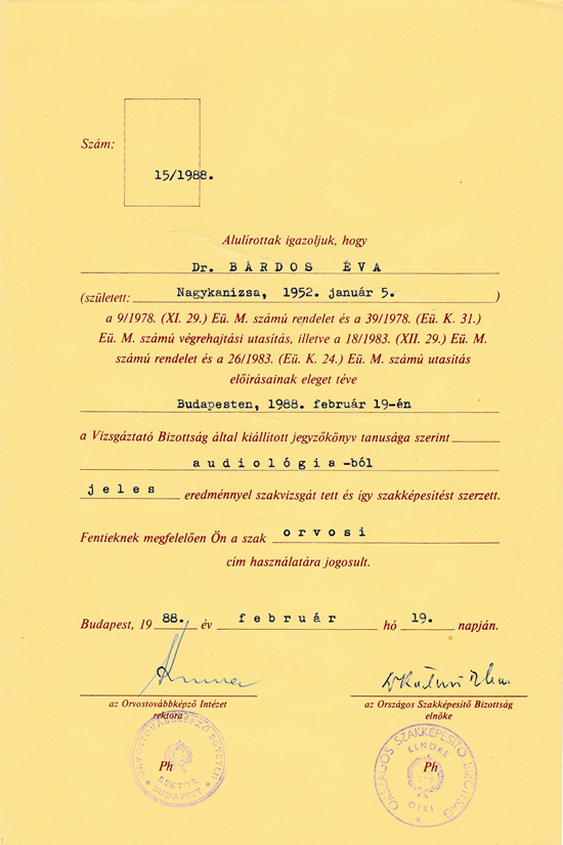 Szám:
15/1988.
Alulírottak igazoljuk, hogy
Dr. BÁRDOS ÉVA
(született: Nagykanizsa, 1952. január 5. )
a 9/1978. (XI. 29.) Eü. M. számú rendelet és a 39/1978. (Eü. K. 31.)
Eü. M. számú végrehajtási utasítás, illetve a 18/1983. (XII. 29.) Eü. M.
számú rendelet és a 26/1983. (Eü. K. 24.) Eü. M. számú utasítás
előírásainak eleget téve
Budapesten, 1988. február 19-én
a Vizsgáztató Bizottság által kiállított jegyzőkönyv tanusága szerint
audiológia-ból
jeles eredménnyel szakvizsgát tett és így szakképesítést szerzett.
Fentieknek megfelelően Ön a szak orvosi
cím használatára jogosult.
Budapest, 1988. év február hó 19. napján.
az Orvostovábbképző Intézet
rektora
az Országos Szakképesítő Bizottság
elnöke
ORVOSTOVÁBBKÉPZŐ EGYETEM
REKTOR
BUDAPEST
Ph
ORSZÁGOS SZAKKÉPESÍTŐ BIZOTTSÁG
ELNÖKE
OTKI
Ph